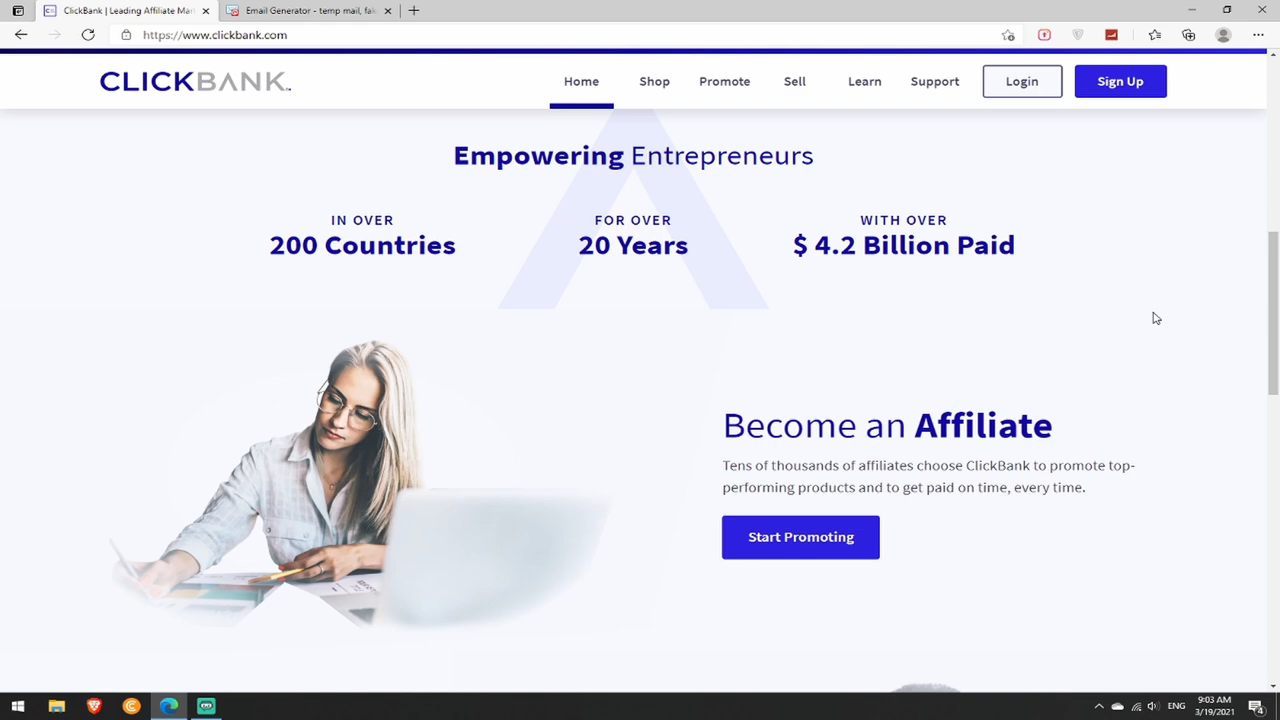 ClickBank | Leading Affiliate Mar
Email Generator - temp mail, fak
https://www.clickbank.com
CLICKBANK
Home
Shop
Promote
Sell
Learn
Support
Login
Sign Up
Empowering Entrepreneurs
IN OVER
200 Countries
FOR OVER
20 Years
WITH OVER
$ 4.2 Billion Paid
Become an Affiliate
Tens of thousands of affiliates choose ClickBank to promote top-
performing products and to get paid on time, every time.
Start Promoting
ENG
9:03 AM
3/19/2021
4